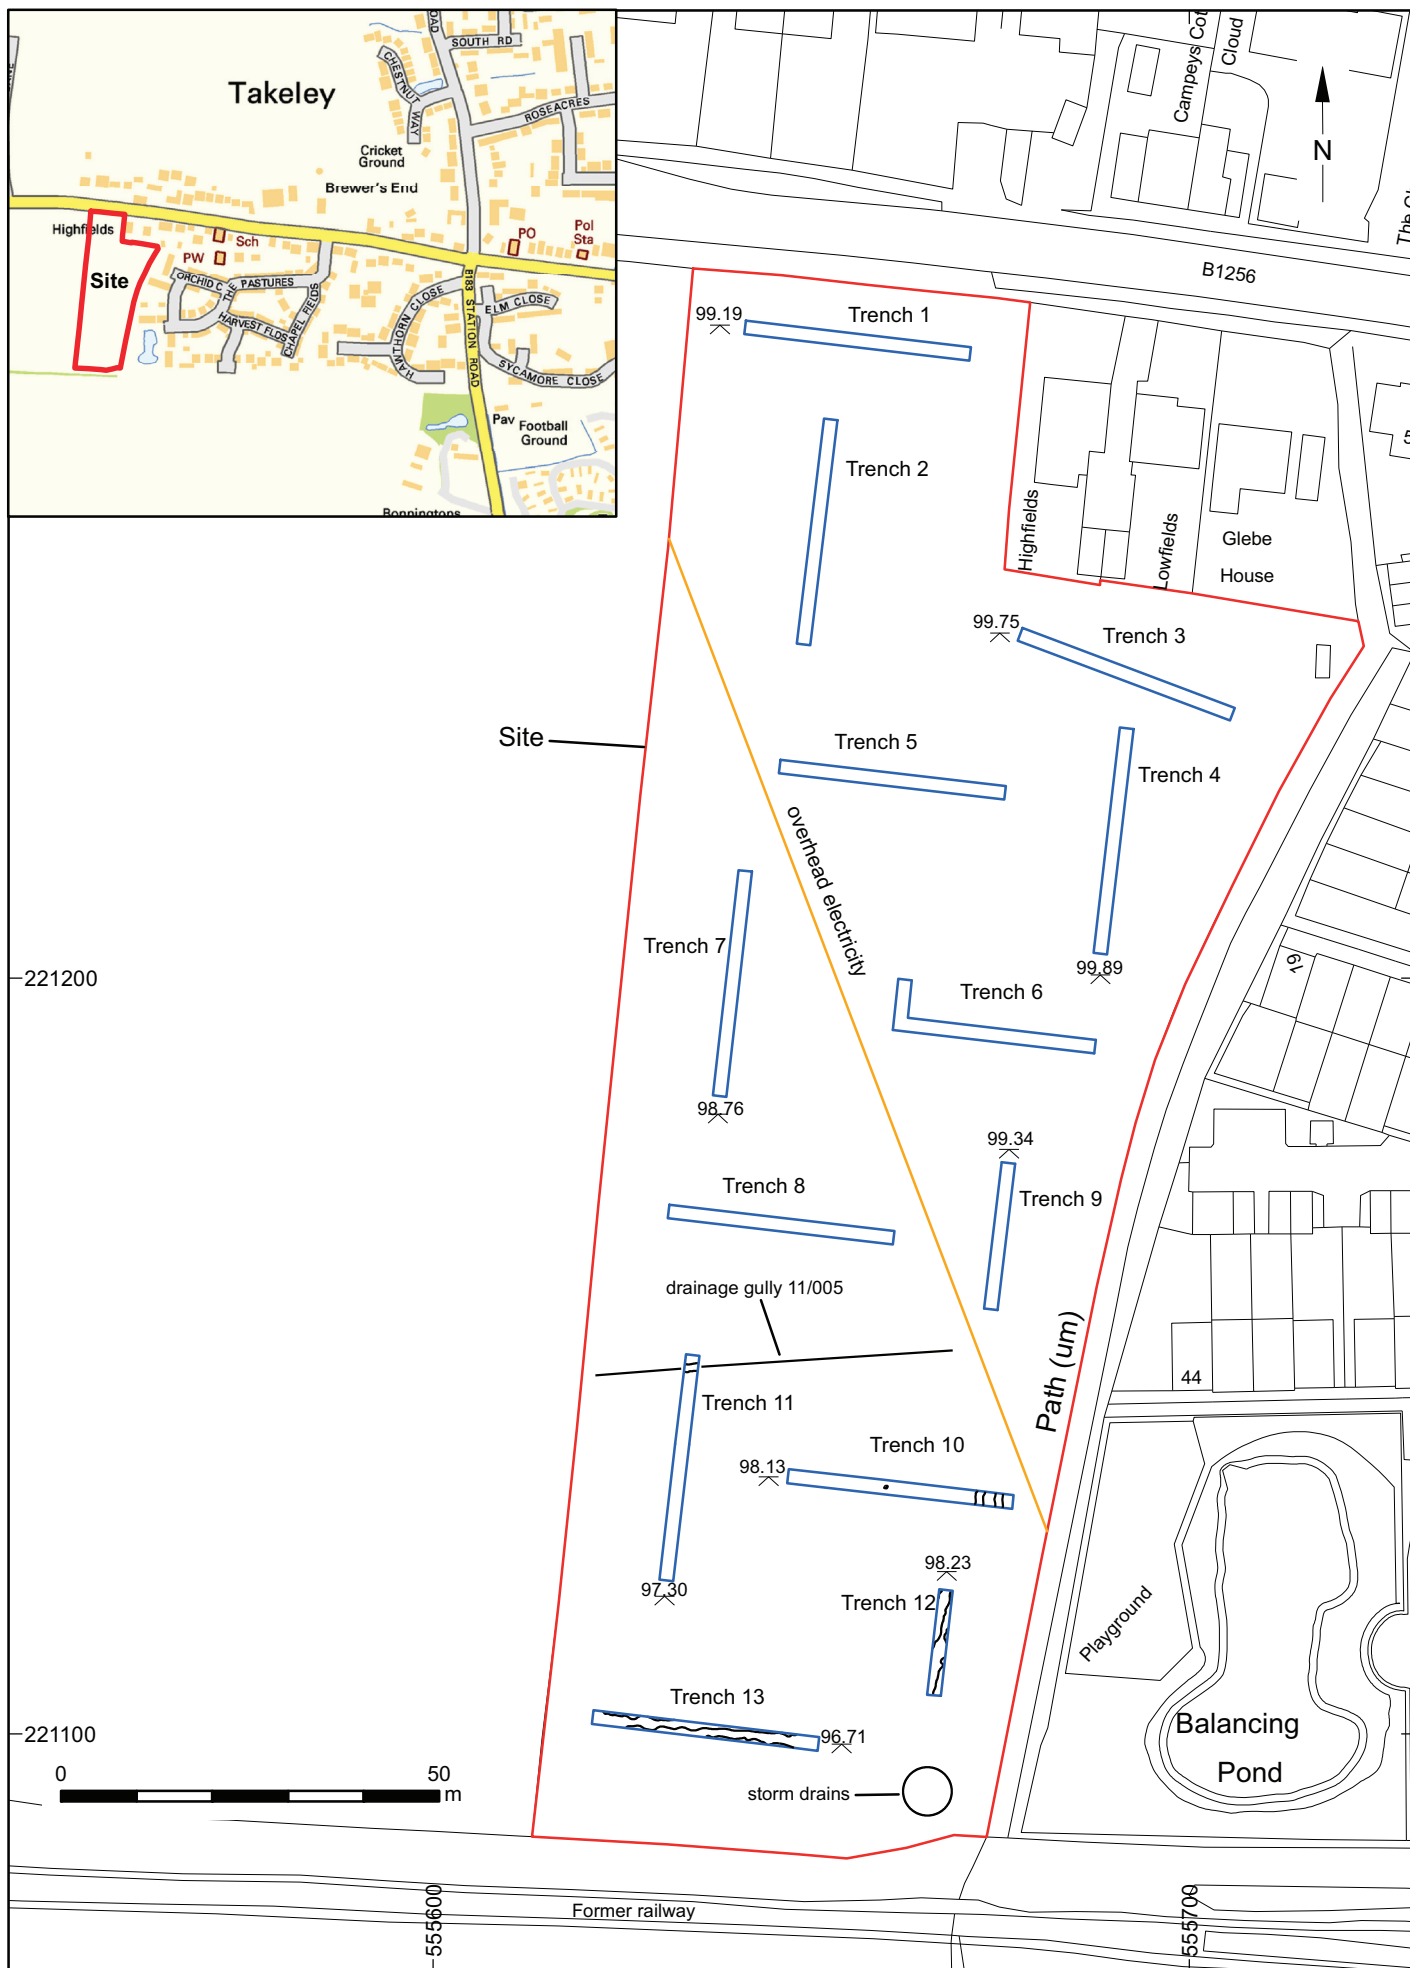 Takeley
SOUTH RD
CHESTNUT WAY
ROSEACRES
ROAD
Cricket
Ground
Brewer's End
Highfields
Sch
PW
PO
Pol
Sta
Site
ORCHID C
THE PASTURES
HARVEST FLDS
CHAPEL FIELDS
HAWTHORN CLOSE
B183 STATION ROAD
ELM CLOSE
SYCAMORE CLOSE
Pav
Football
Ground
Bonningtons
Campeys Cot
Cloud
N
B1256
99.19
Trench 1
Trench 2
Highfields
Lowfields
Glebe
House
99.75
Trench 3
Site
Trench 5
Trench 4
overhead electricity
Trench 7
99.89
19
221200
Trench 6
98.76
99.34
Trench 8
Trench 9
drainage gully 11/005
Path (um)
44
Trench 11
Trench 10
98.13
98.23
97.30
Trench 12
Playground
Trench 13
96.71
221100
Balancing
Pond
0
50
m
storm drains
Former railway
555600
555700